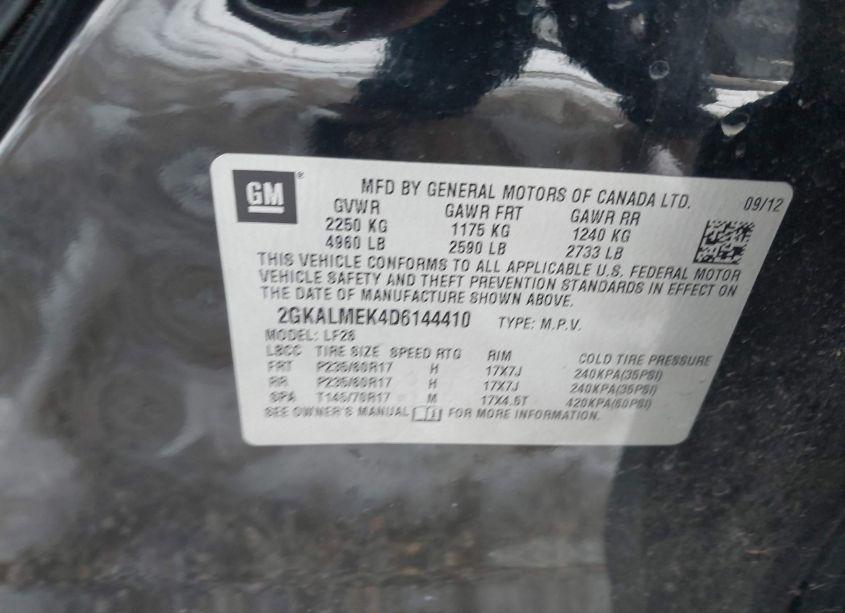 GM ®
MFD BY GENERAL MOTORS OF CANADA LTD. 09/12
GVWR GAWR FRT GAWR RR
2250 KG 1175 KG 1240 KG
4960 LB 2590 LB 2733 LB
THIS VEHICLE CONFORMS TO ALL APPLICABLE U.S. FEDERAL MOTOR
VEHICLE SAFETY AND THEFT PREVENTION STANDARDS IN EFFECT ON
THE DATE OF MANUFACTURE SHOWN ABOVE.
2GKALMEK4D6144410 TYPE: M.P.V.
MODEL: LF26
LSCC TIRE SIZE SPEED RTG RIM COLD TIRE PRESSURE
FRT P235/60R17 H 17X7J 240KPA(35PSI)
RR P235/60R17 H 17X7J 240KPA(35PSI)
SPA T145/70R17 M 17X4.5T 420KPA(60PSI)
SEE OWNER'S MANUAL FOR MORE INFORMATION.